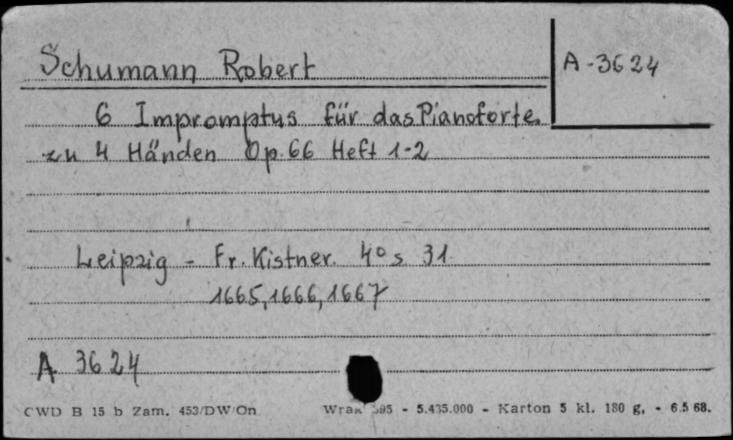 Schumann Robert
A-3624
6 Impromptus für das Pianoforte
zu 4 Händen Op. 66 Heft 1-2
Leipzig - Fr. Kistner. 4° s 31
1665, 1666, 1667
A 3624
CWD B 15 b Zam. 453/DW/On 595 - 5.435.000 - Karton 5 kl. 180 g. - 6.5 68.